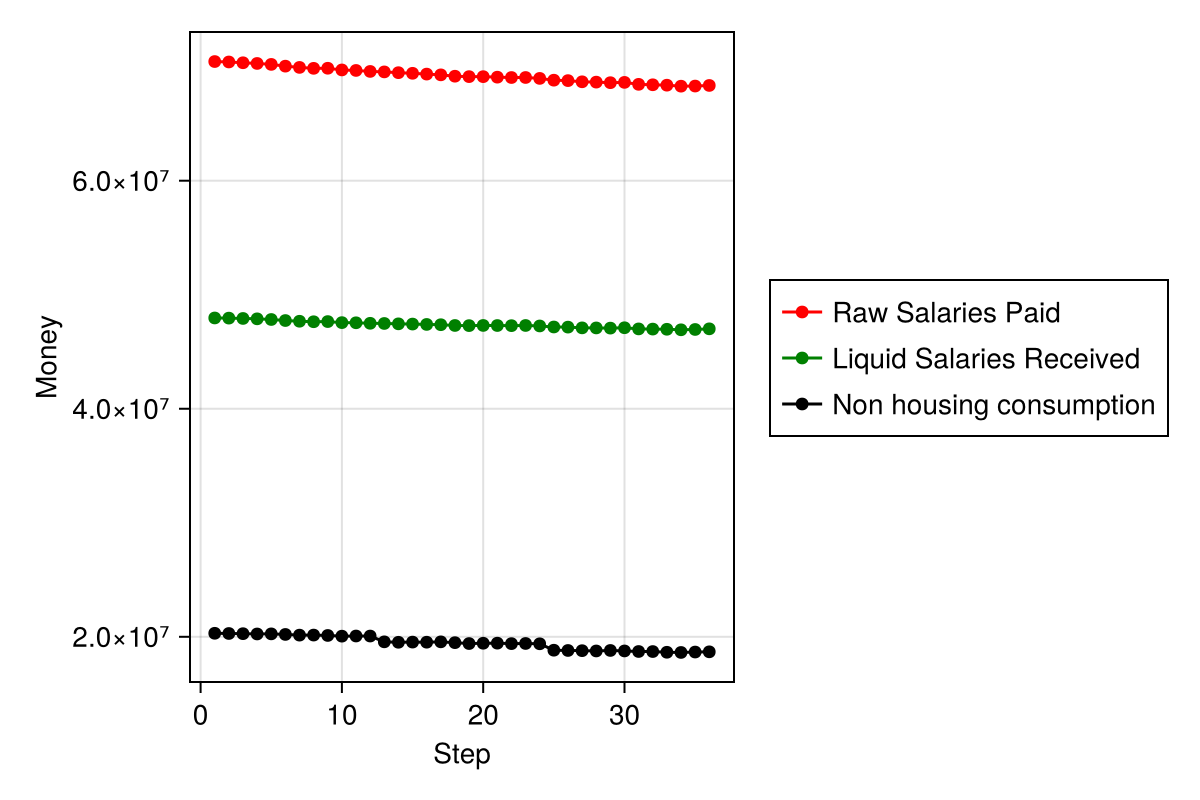 6.0×10⁷
4.0×10⁷
2.0×10⁷
Money
0 10 20 30
Step
Raw Salaries Paid
Liquid Salaries Received
Non housing consumption